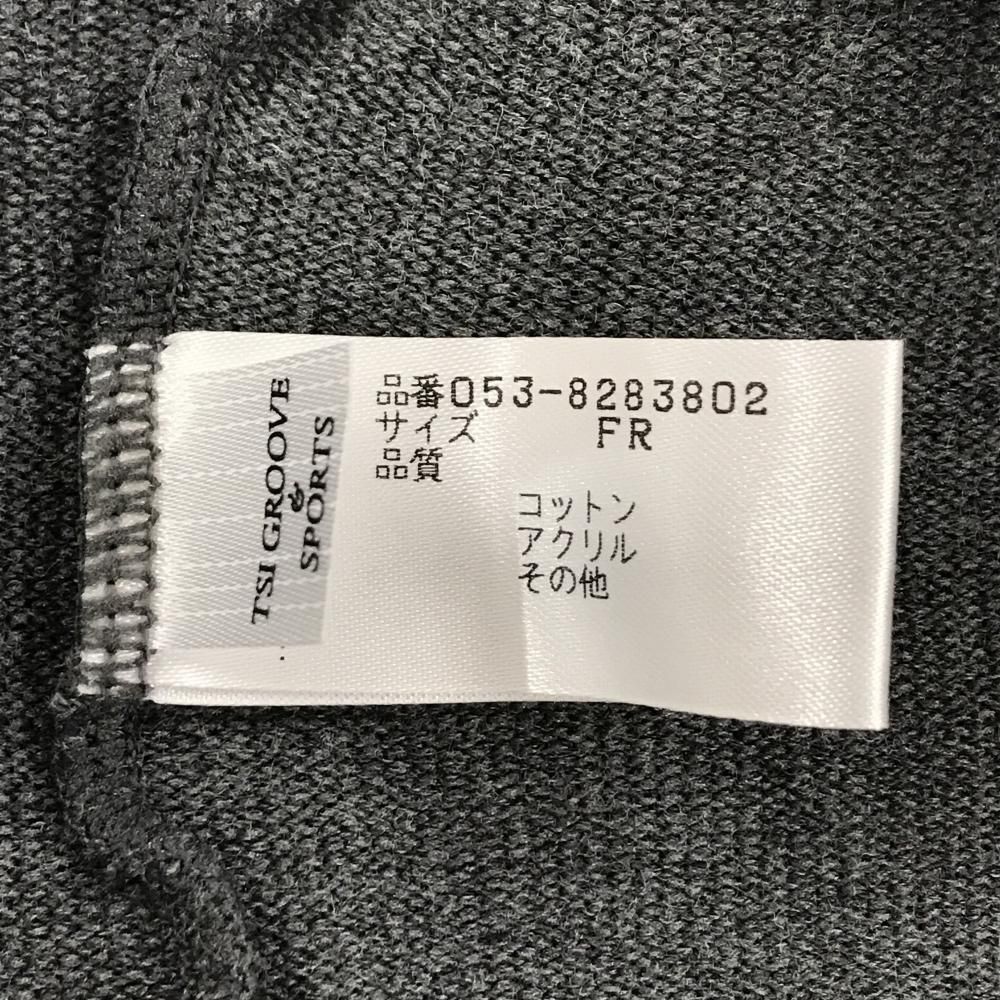 TSI GROOVE
&
SPORTS
品番053-8283802
サイズ FR
品質
コットン
アクリル
その他